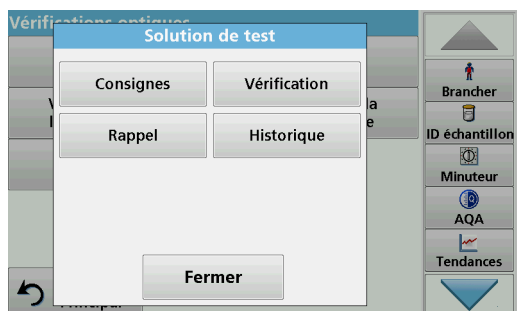 Vérifications optiques
Solution de test
Consignes
Vérification
Rappel
Historique
Fermer
Brancher
ID échantillon
Minuteur
AQA
Tendances